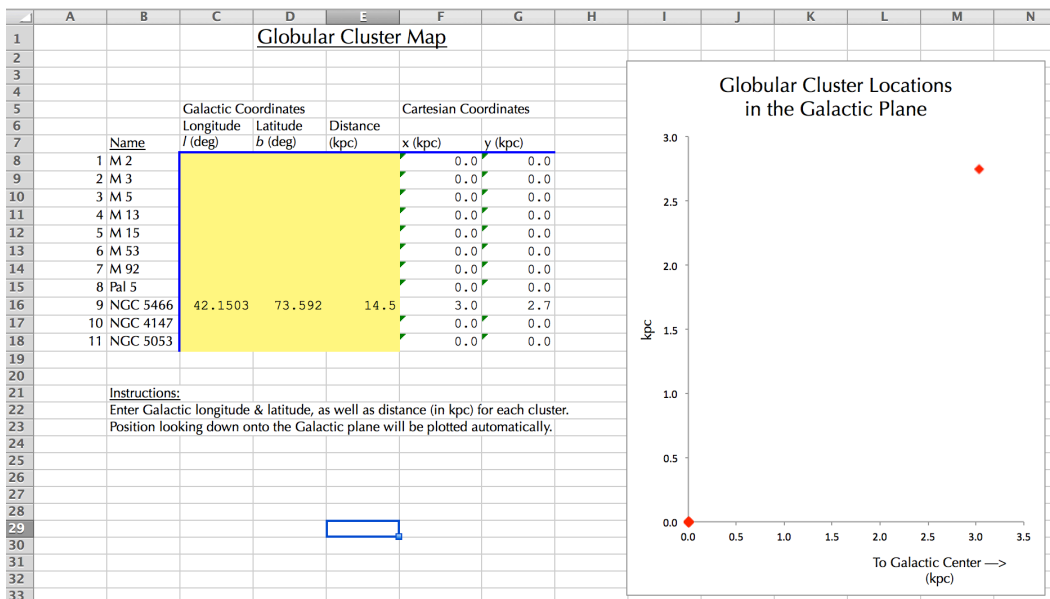 A B C D E F G H I J K L M N
1 Globular Cluster Map
2
3
4
5 Galactic Coordinates Cartesian Coordinates
6 Longitude Latitude Distance
7 Name l (deg) b (deg) (kpc) x (kpc) y (kpc)
8 1 M 2 0.0 0.0
9 2 M 3 0.0 0.0
10 3 M 5 0.0 0.0
11 4 M 13 0.0 0.0
12 5 M 15 0.0 0.0
13 6 M 53 0.0 0.0
14 7 M 92 0.0 0.0
15 8 Pal 5 0.0 0.0
16 9 NGC 5466 42.1503 73.592 14.5 3.0 2.7
17 10 NGC 4147 0.0 0.0
18 11 NGC 5053 0.0 0.0
19
20
21 Instructions:
22 Enter Galactic longitude & latitude, as well as distance (in kpc) for each cluster.
23 Position looking down onto the Galactic plane will be plotted automatically.
24
25
26
27
28
29
30
31
32
33
Globular Cluster Locations
in the Galactic Plane
3.0
2.5
2.0
kpc
1.5
1.0
0.5
0.0
0.0 0.5 1.0 1.5 2.0 2.5 3.0 3.5
To Galactic Center —>
(kpc)